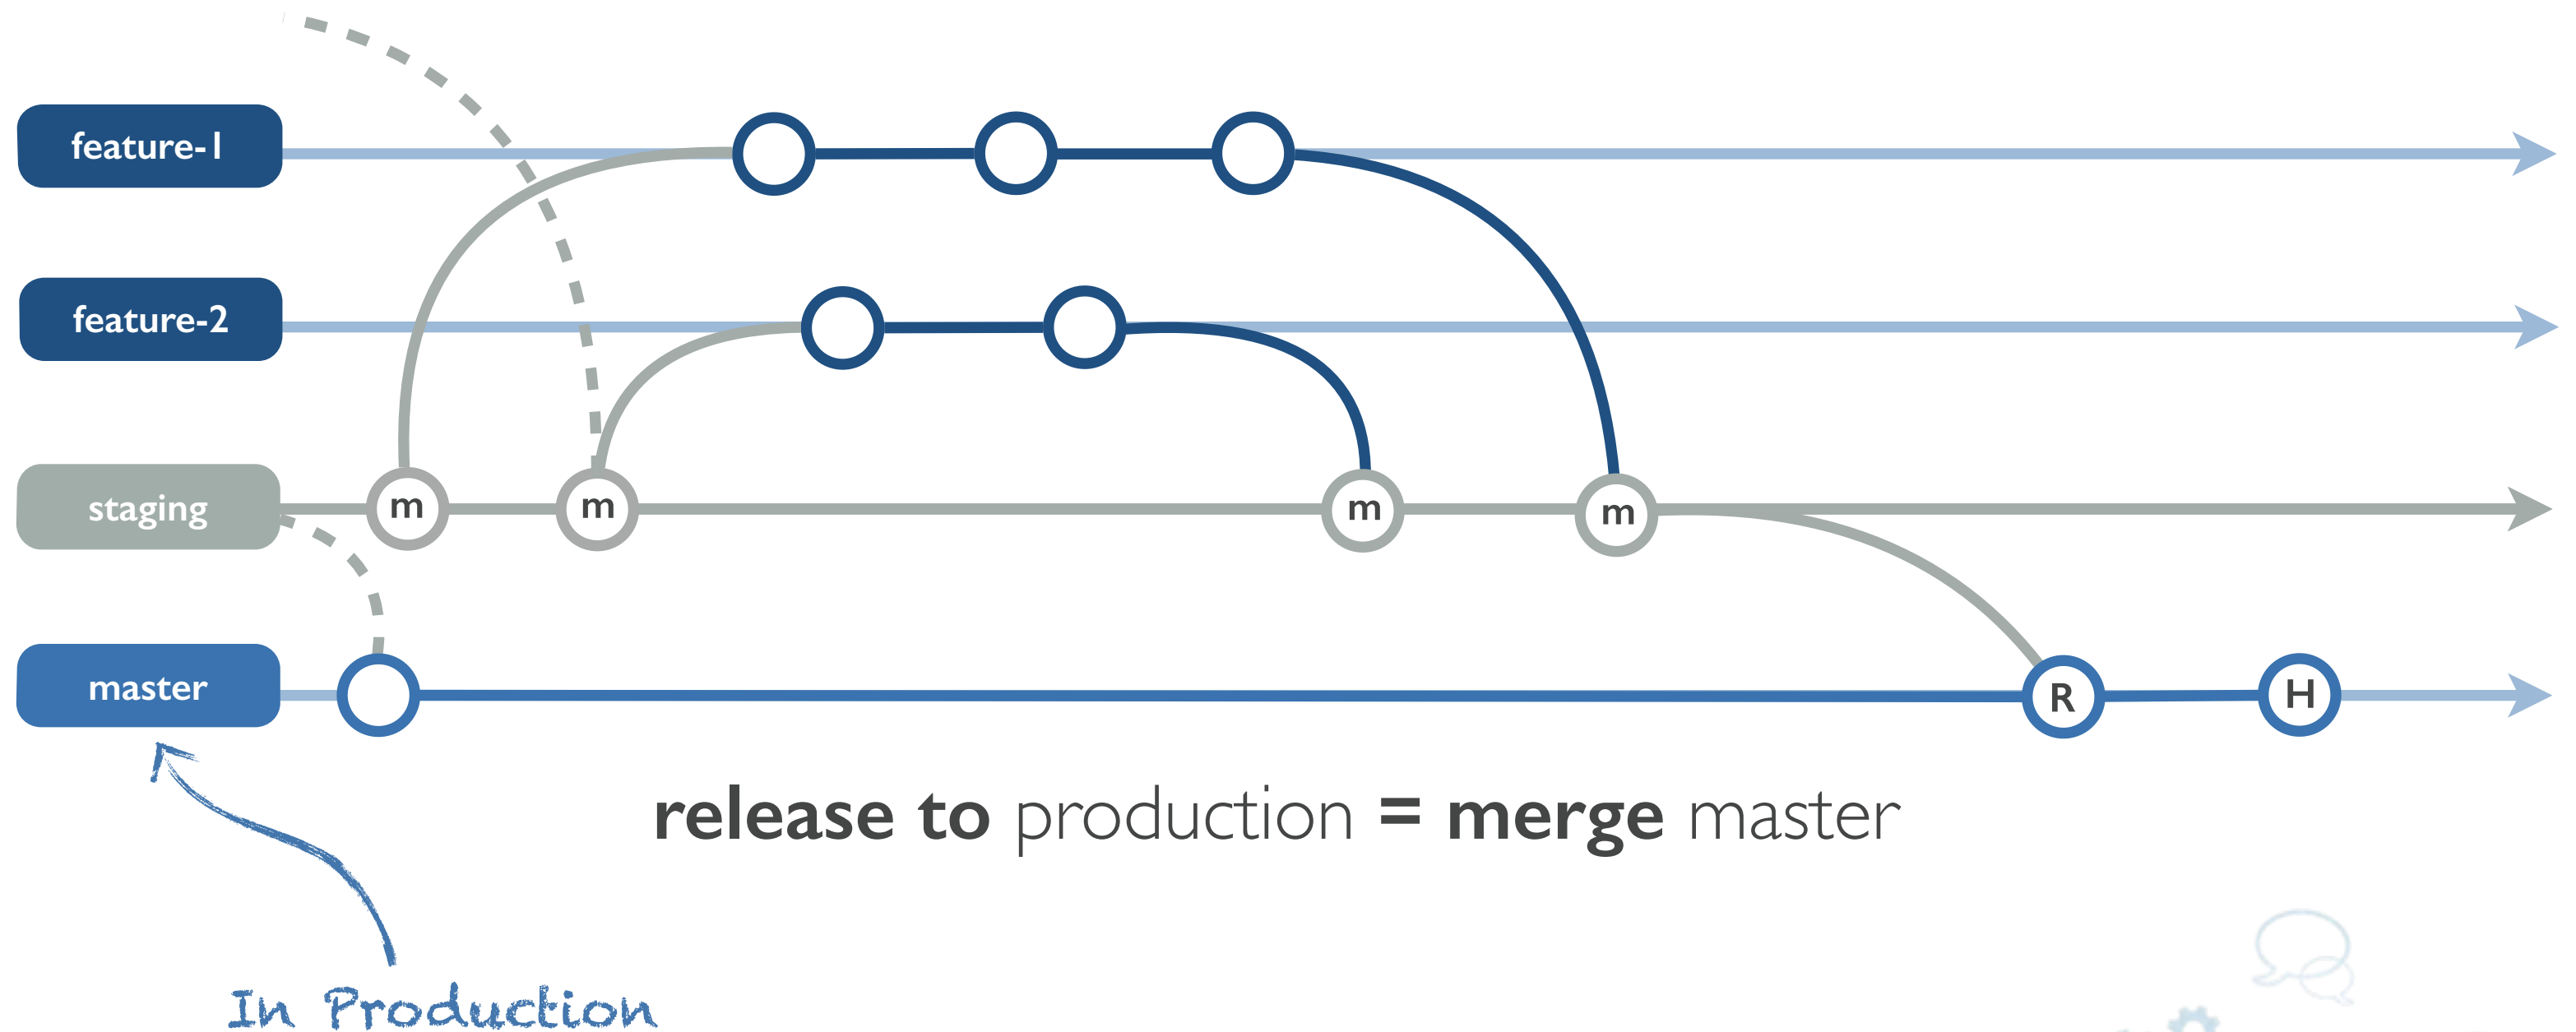 feature-1
feature-2
staging
m
m
m
m
master
R
H
release to production = merge master
In Production